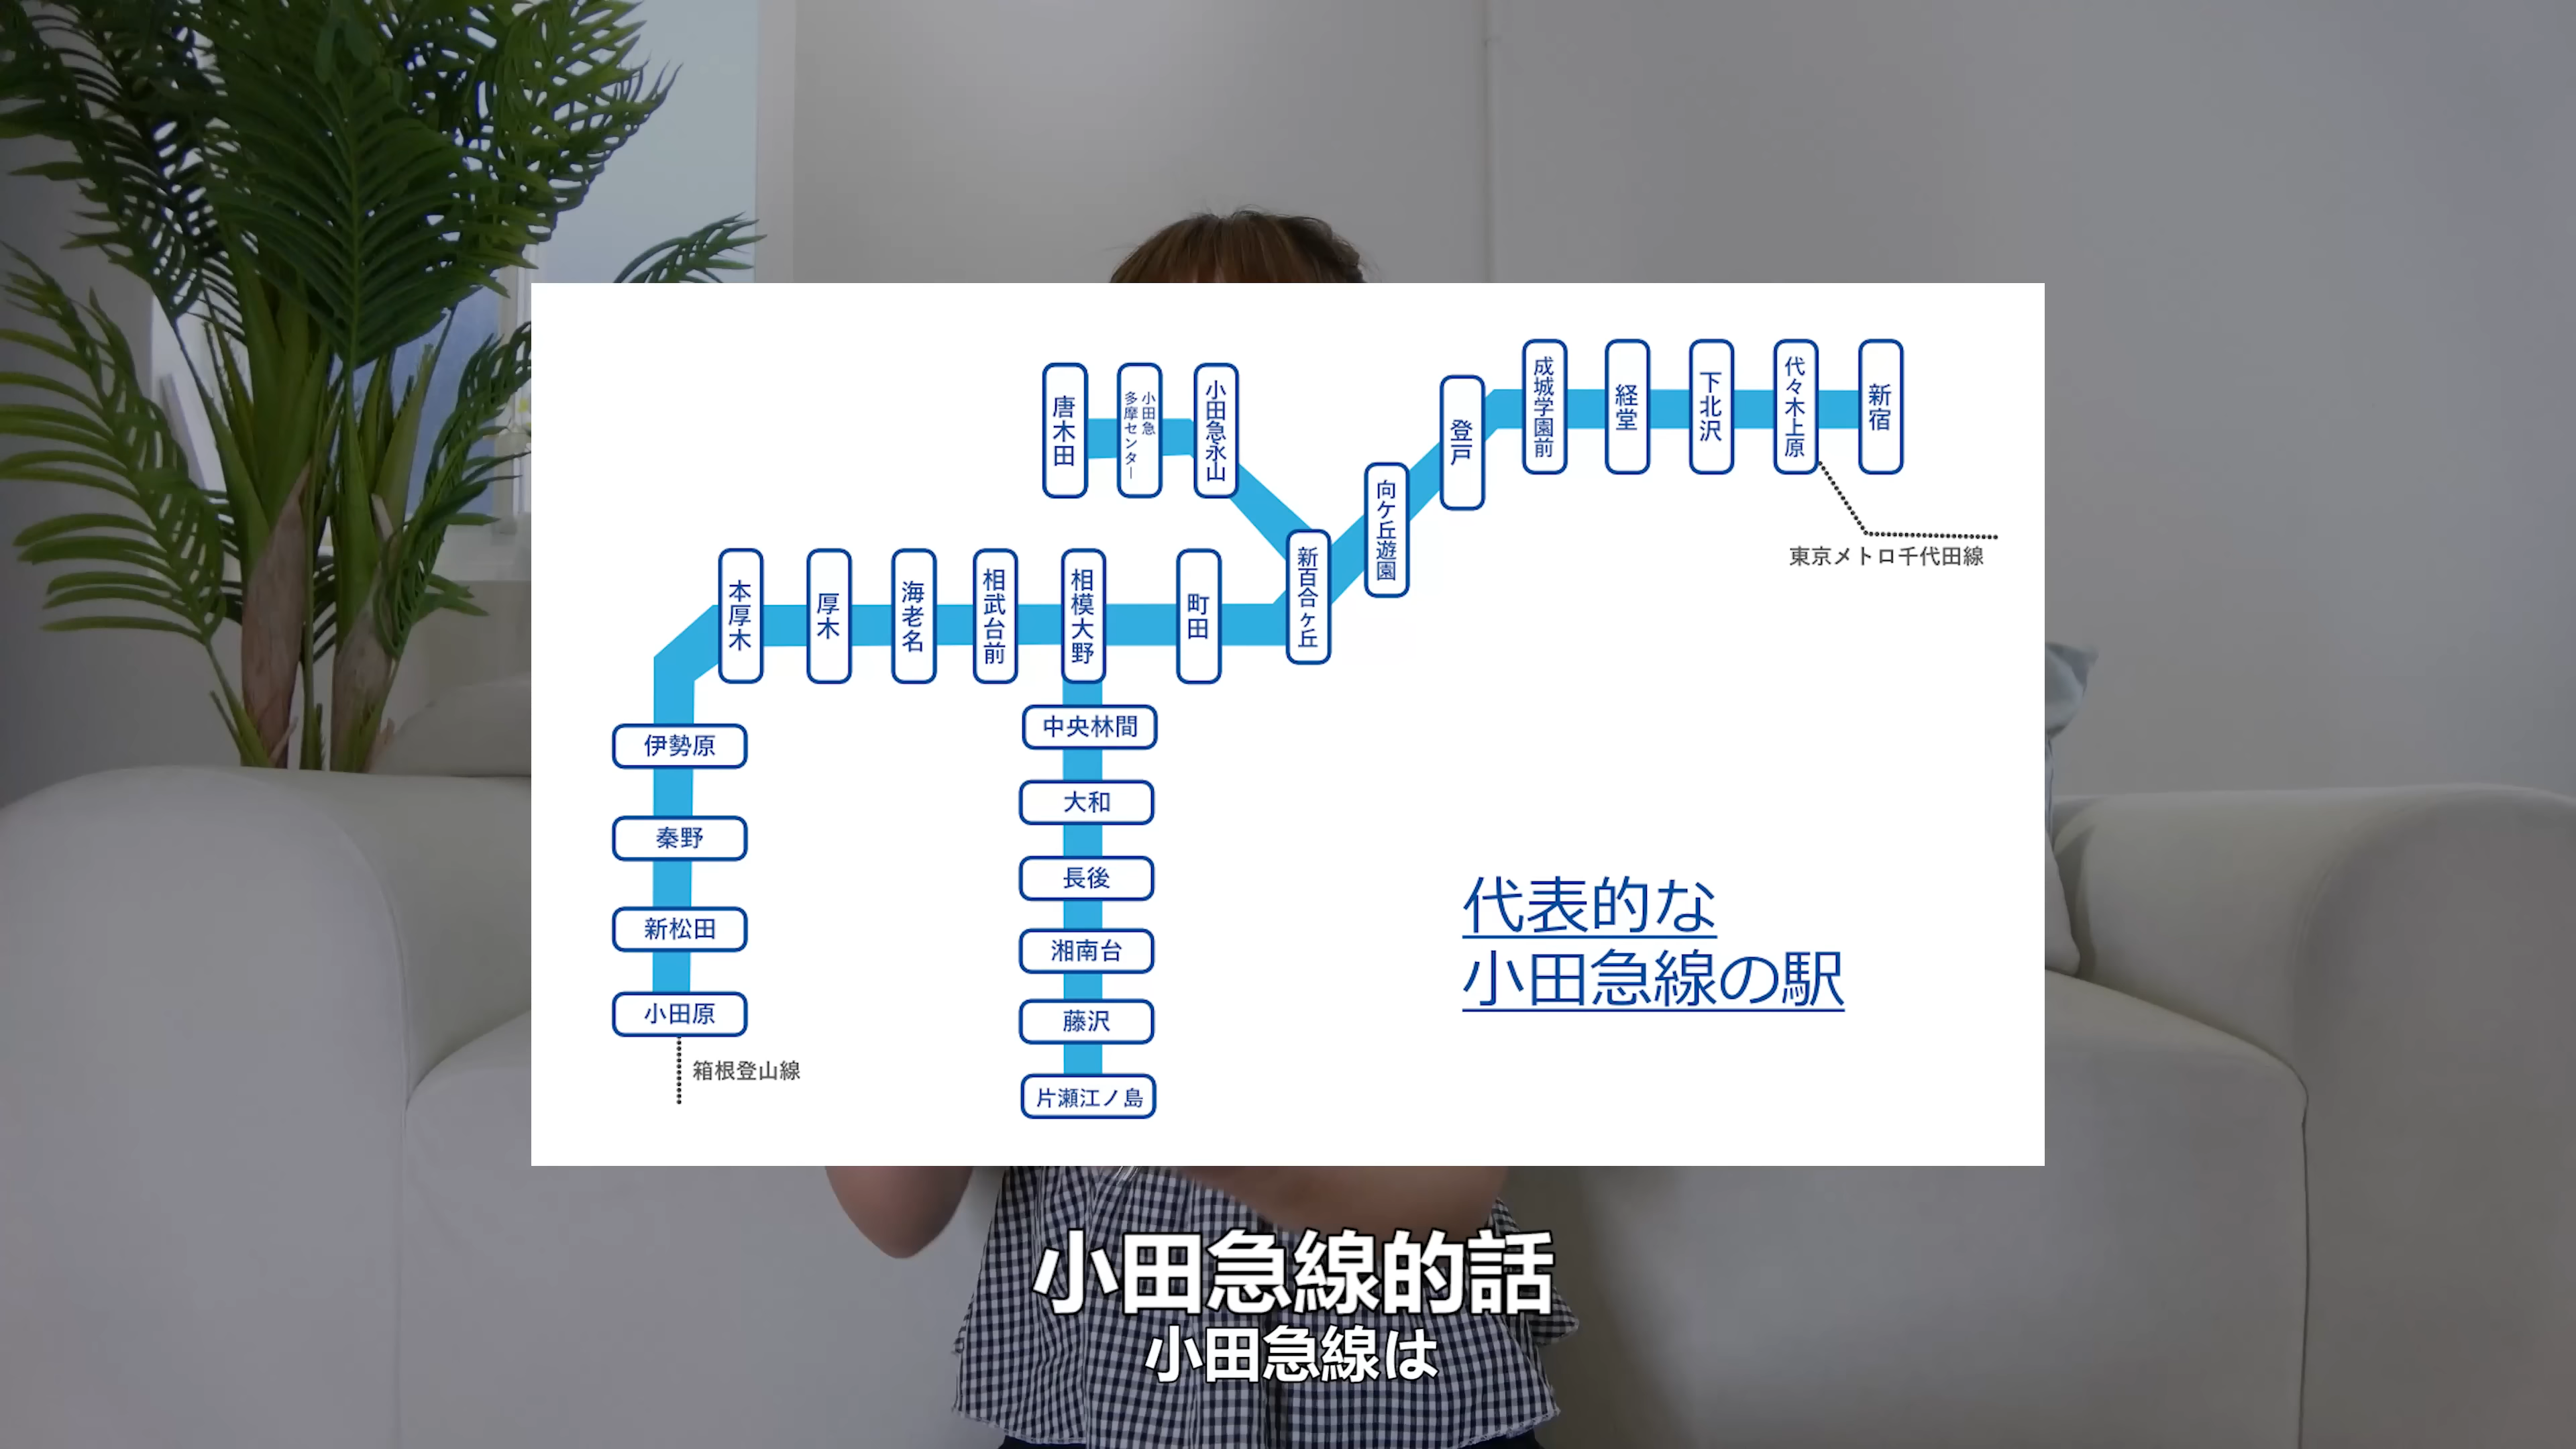 新宿
代々木上原
下北沢
経堂
成城学園前
登戸
向ケ丘遊園
新百合ヶ丘
小田急永山
小田急
多摩センター
唐木田
町田
相模大野
相武台前
海老名
厚木
本厚木
伊勢原
秦野
新松田
小田原
箱根登山線
中央林間
大和
長後
湘南台
藤沢
片瀬江ノ島
東京メトロ千代田線
代表的な
小田急線の駅
小田急線的話
小田急線は